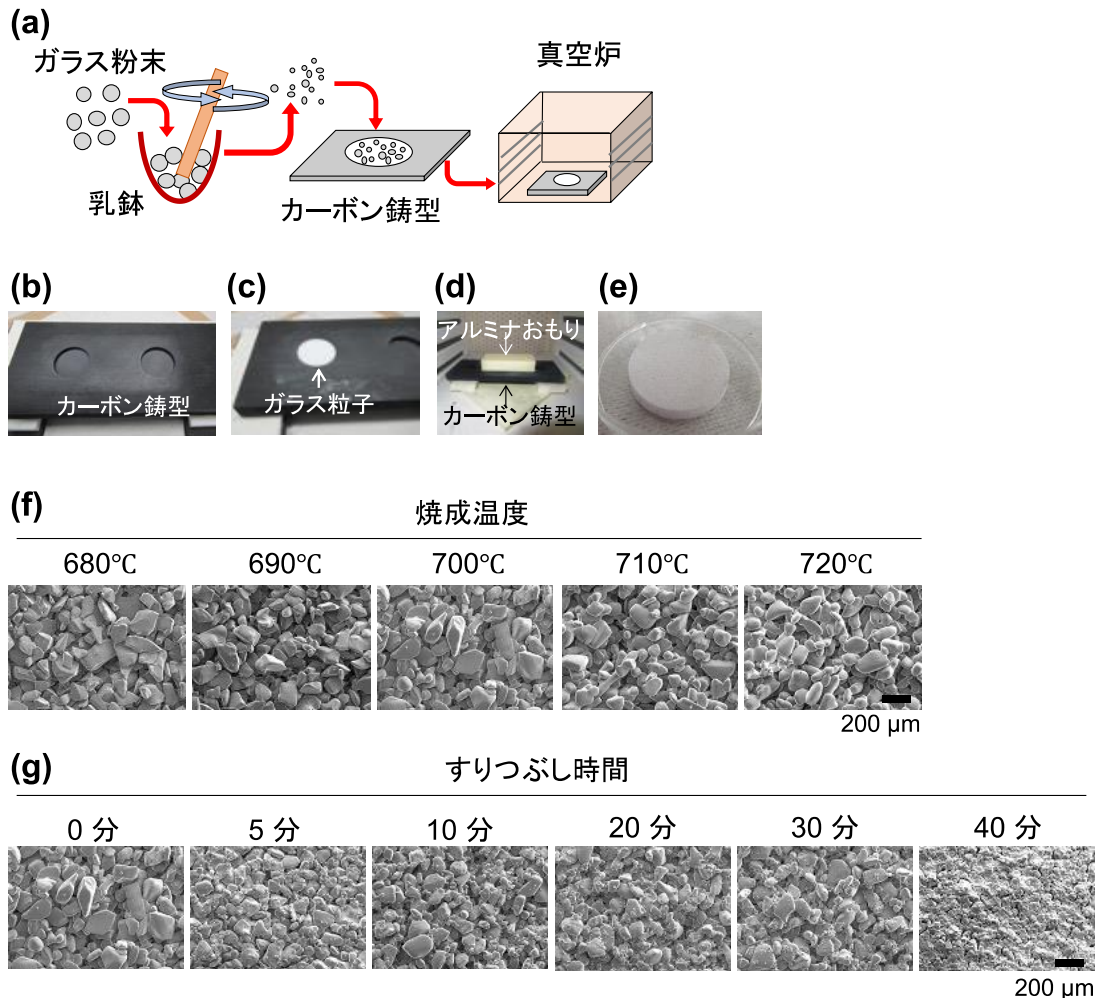 (a)
ガラス粉末
真空炉
乳鉢
カーボン鋳型
(b)
(c)
(d)
(e)
アルミナおもり
カーボン鋳型
ガラス粒子
カーボン鋳型
(f)
焼成温度
680℃ 690℃ 700℃ 710℃ 720℃
200 µm
(g)
すりつぶし時間
0 分 5 分 10 分 20 分 30 分 40 分
200 µm